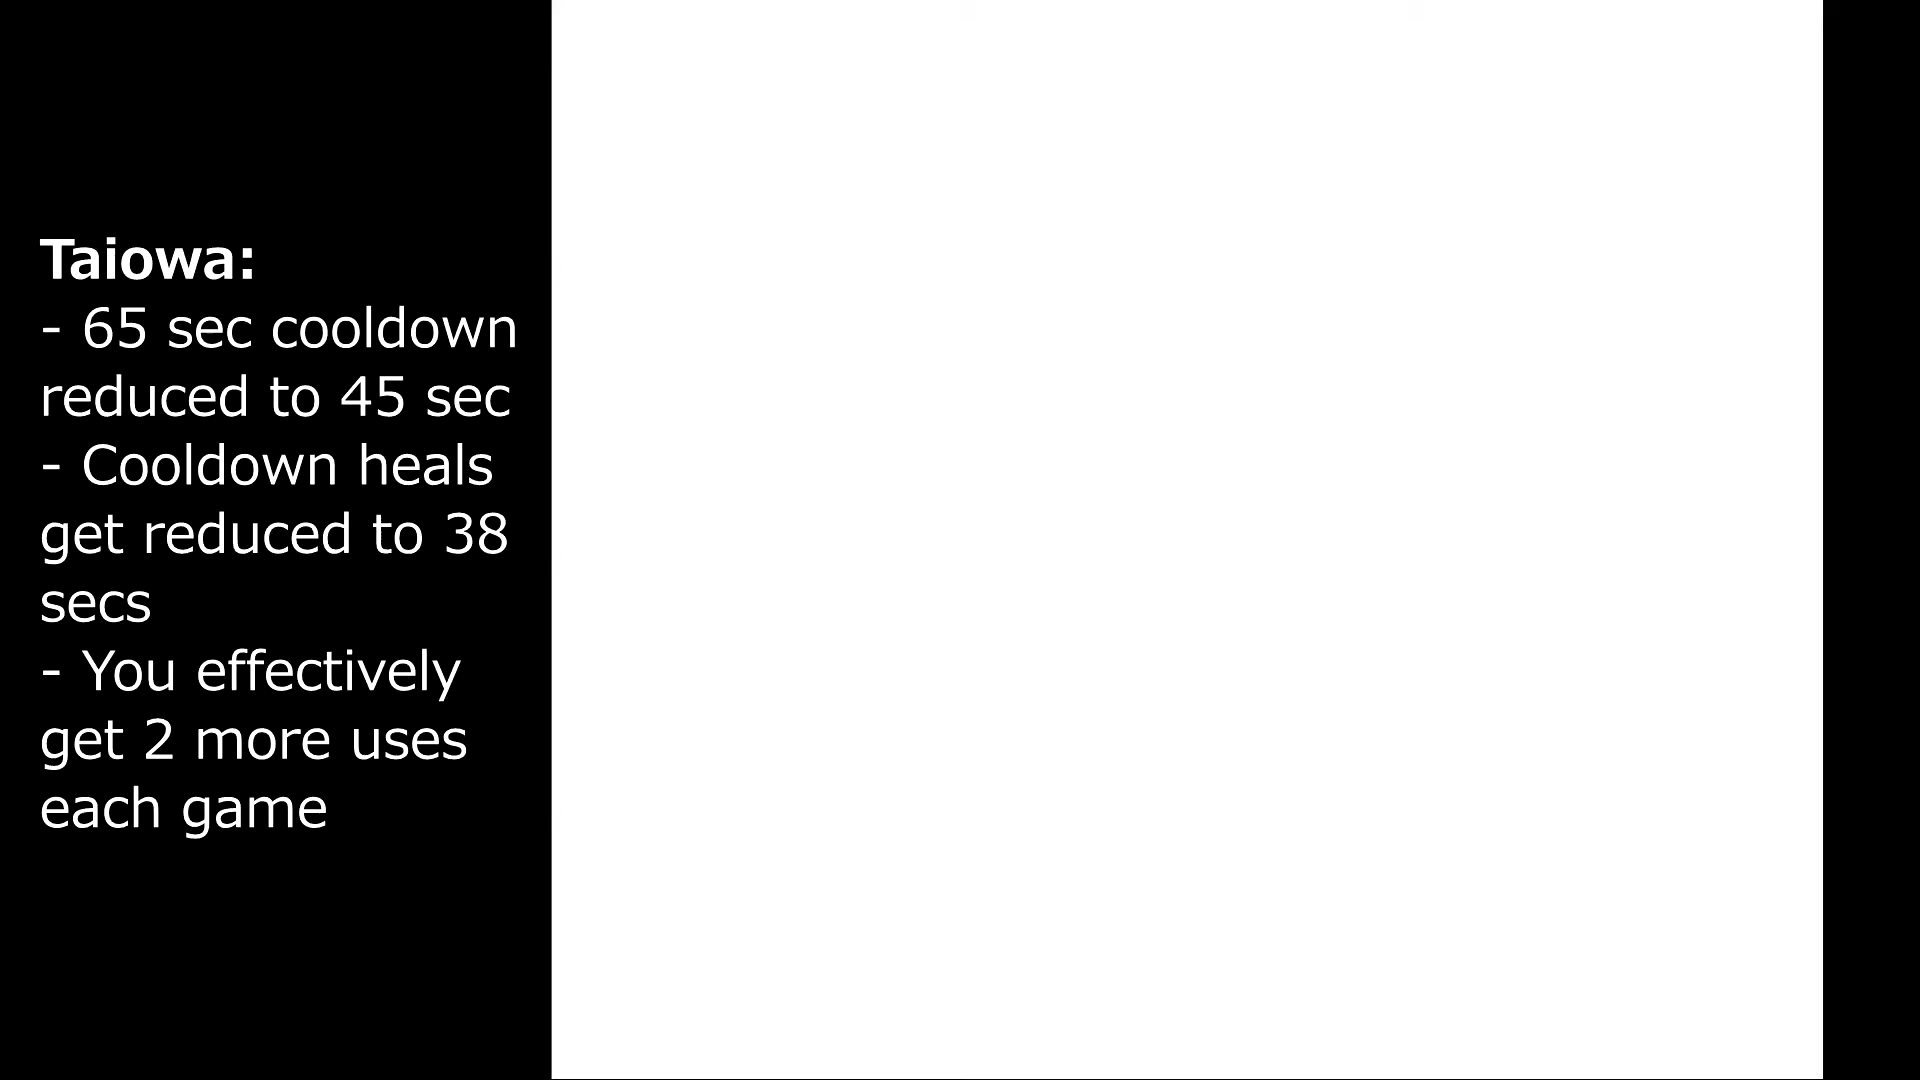 Taiowa:
- 65 sec cooldown
reduced to 45 sec
- Cooldown heals
get reduced to 38
secs
- You effectively
get 2 more uses
each game